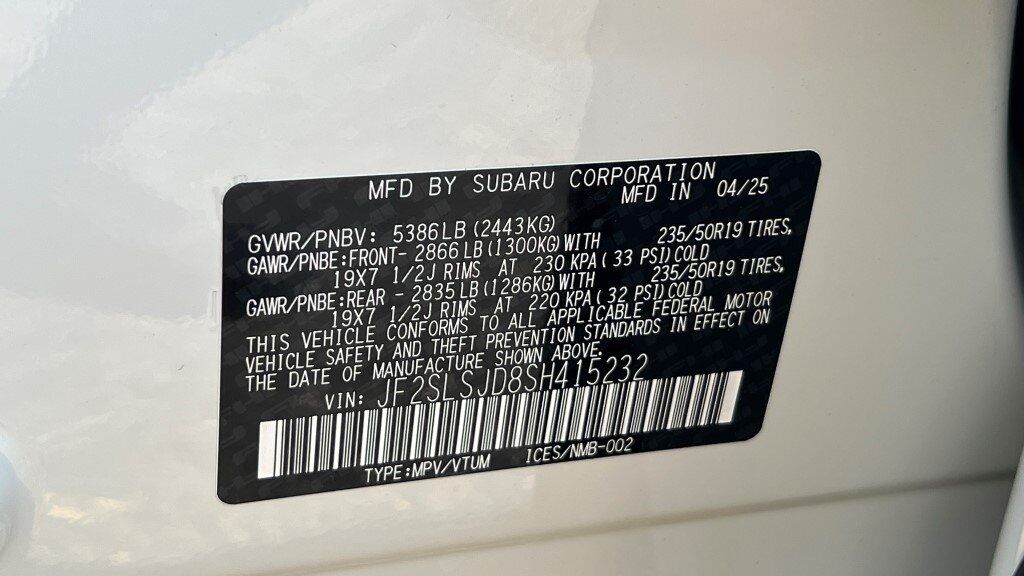 MFD BY SUBARU CORPORATION
MFD IN 04/25
GVWR/PNBV: 5386LB (2443KG)
GAWR/PNBE:FRONT- 2866LB (1300KG) WITH 235/50R19 TIRES,
19X7 1/2J RIMS AT 230 KPA( 33 PSI) COLD
GAWR/PNBE:REAR - 2835LB (1286KG) WITH 235/50R19 TIRES,
19X7 1/2J RIMS AT 220 KPA( 32 PSI) COLD
THIS VEHICLE CONFORMS TO ALL APPLICABLE FEDERAL MOTOR
VEHICLE SAFETY AND THEFT PREVENTION STANDARDS IN EFFECT ON
THE DATE OF MANUFACTURE SHOWN ABOVE.
VIN: JF2SLSJD8SH415232
TYPE:MPV/VTUM ICES/NMB-002